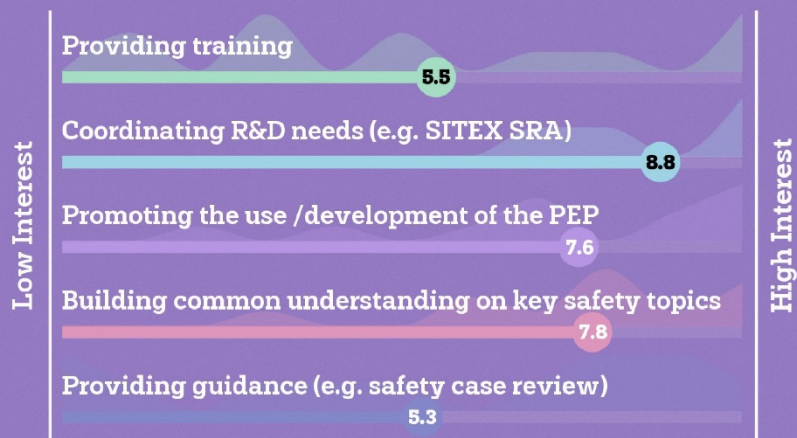 Providing training
5.5
Coordinating R&D needs (e.g. SITEX SRA)
8.8
Promoting the use /development of the PEP
7.6
Building common understanding on key safety topics
7.8
Providing guidance (e.g. safety case review)
5.3
Low Interest
High Interest